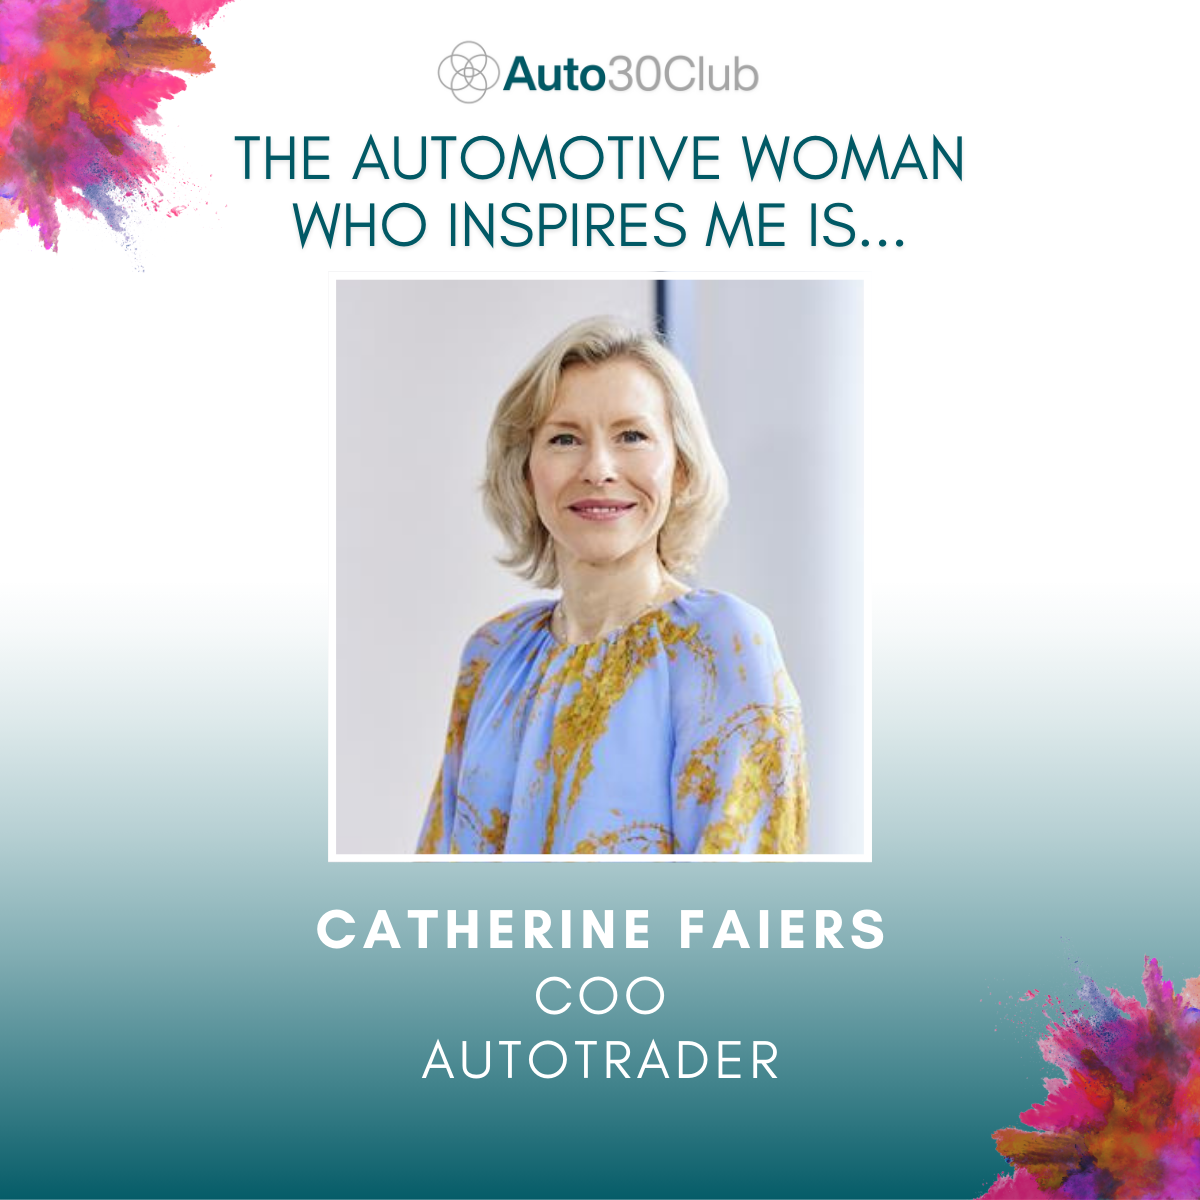 Auto30Club
THE AUTOMOTIVE WOMAN
WHO INSPIRES ME IS...
CATHERINE FAIERS
COO
AUTOTRADER